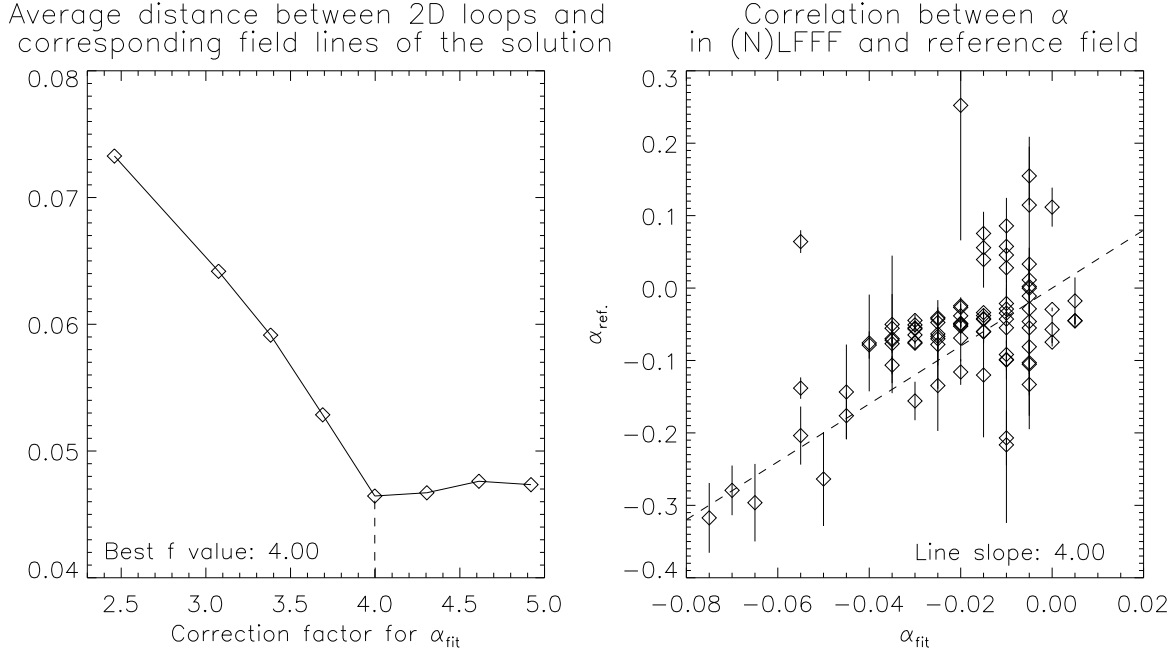 Average distance between 2D loops and
corresponding field lines of the solution
0.08
0.07
0.06
0.05
0.04
Best f value: 4.00
2.5 3.0 3.5 4.0 4.5 5.0
Correction factor for αfit
Correlation between α
in (N)LFFF and reference field
0.3
0.2
0.1
0.0
−0.1
−0.2
−0.3
−0.4
αref.
Line slope: 4.00
−0.08 −0.06 −0.04 −0.02 0.00 0.02
αfit